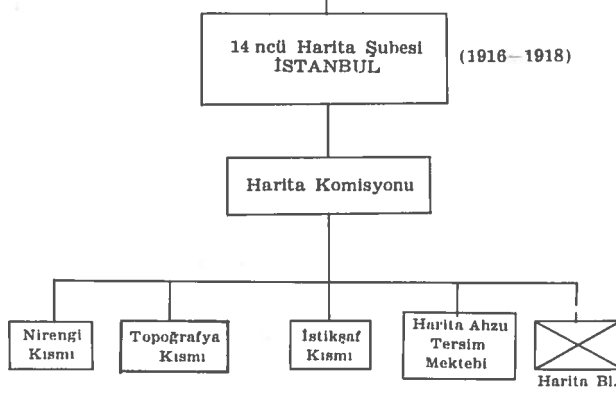 14 ncü Harita Şubesi
İSTANBUL
(1916—1918)
Harita Komisyonu
Nirengi
Kısmı
Topoğrafya
Kısmı
İstikşaf
Kısmı
Harita Ahzu
Tersim
Mektebi
Harita Bl.